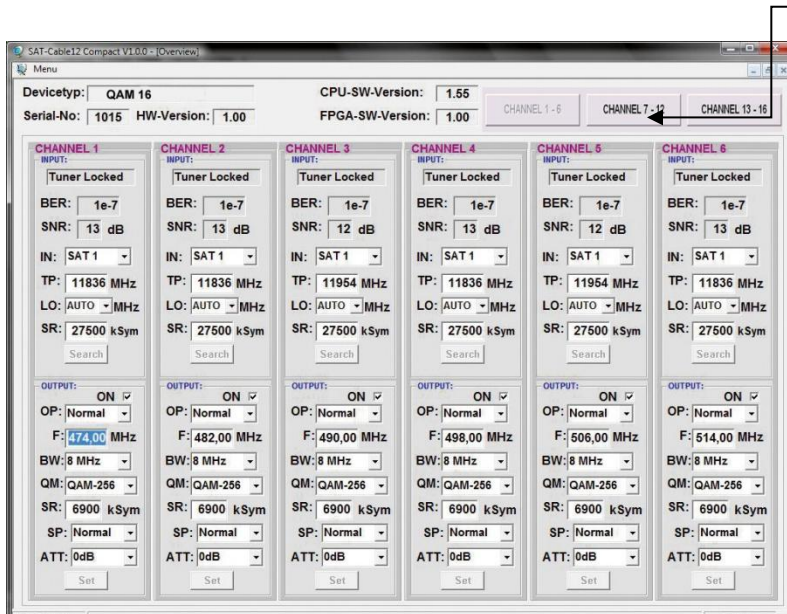 SAT-Cable12 Compact V1.0.0 - [Overview]
Menu
Devicetyp: QAM 16 CPU-SW-Version: 1.55
Serial-No: 1015 HW-Version: 1.00 FPGA-SW-Version: 1.00
CHANNEL 1 - 6 CHANNEL 7 - 12 CHANNEL 13 - 16
CHANNEL 1 CHANNEL 2 CHANNEL 3 CHANNEL 4 CHANNEL 5 CHANNEL 6
INPUT: INPUT: INPUT: INPUT: INPUT: INPUT:
Tuner Locked Tuner Locked Tuner Locked Tuner Locked Tuner Locked Tuner Locked
BER: 1e-7 BER: 1e-7 BER: 1e-7 BER: 1e-7 BER: 1e-7 BER: 1e-7
SNR: 13 dB SNR: 13 dB SNR: 12 dB SNR: 13 dB SNR: 12 dB SNR: 13 dB
IN: SAT 1 IN: SAT 1 IN: SAT 1 IN: SAT 1 IN: SAT 1 IN: SAT 1
TP: 11836 MHz TP: 11836 MHz TP: 11954 MHz TP: 11836 MHz TP: 11954 MHz TP: 11836 MHz
LO: AUTO MHz LO: AUTO MHz LO: AUTO MHz LO: AUTO MHz LO: AUTO MHz LO: AUTO MHz
SR: 27500 kSym SR: 27500 kSym SR: 27500 kSym SR: 27500 kSym SR: 27500 kSym SR: 27500 kSym
Search Search Search Search Search Search
OUTPUT: OUTPUT: OUTPUT: OUTPUT: OUTPUT: OUTPUT:
ON ON ON ON ON ON
OP: Normal OP: Normal OP: Normal OP: Normal OP: Normal OP: Normal
F: 474,00 MHz F: 482,00 MHz F: 490,00 MHz F: 498,00 MHz F: 506,00 MHz F: 514,00 MHz
BW: 8 MHz BW: 8 MHz BW: 8 MHz BW: 8 MHz BW: 8 MHz BW: 8 MHz
QM: QAM-256 QM: QAM-256 QM: QAM-256 QM: QAM-256 QM: QAM-256 QM: QAM-256
SR: 6900 kSym SR: 6900 kSym SR: 6900 kSym SR: 6900 kSym SR: 6900 kSym SR: 6900 kSym
SP: Normal SP: Normal SP: Normal SP: Normal SP: Normal SP: Normal
ATT: 0dB ATT: 0dB ATT: 0dB ATT: 0dB ATT: 0dB ATT: 0dB
Set Set Set Set Set Set